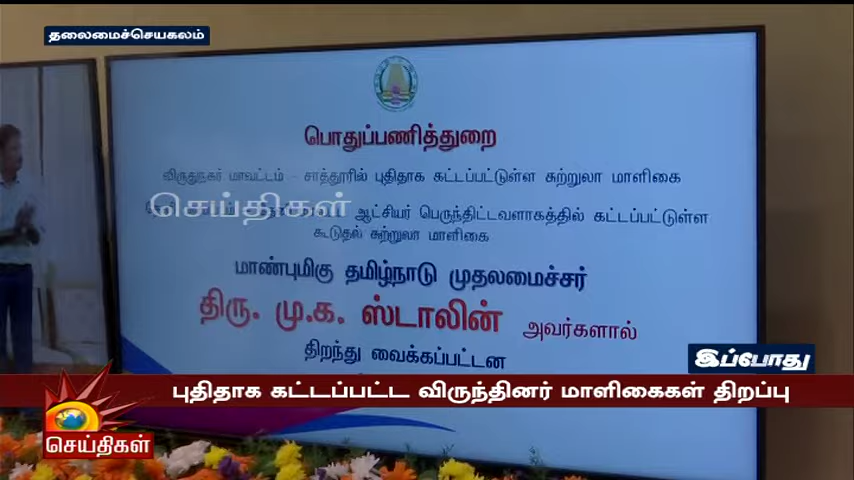 தலைமைச்செயகலம்
பொதுப்பணித்துறை
விருதுநகர் மாவட்டம் - சாத்தூரில் புதிதாக கட்டப்பட்டுள்ள சுற்றுலா மாளிகை
செய்திகள்
ஆட்சியர் பெருந்திட்டவளாகத்தில் கட்டப்பட்டுள்ள
கூடுதல் சுற்றுலா மாளிகை
மாண்புமிகு தமிழ்நாடு முதலமைச்சர்
திரு. மு.க. ஸ்டாலின் அவர்களால்
திறந்து வைக்கப்பட்டன
இப்போது
புதிதாக கட்டப்பட்ட விருந்தினர் மாளிகைகள் திறப்பு
செய்திகள்